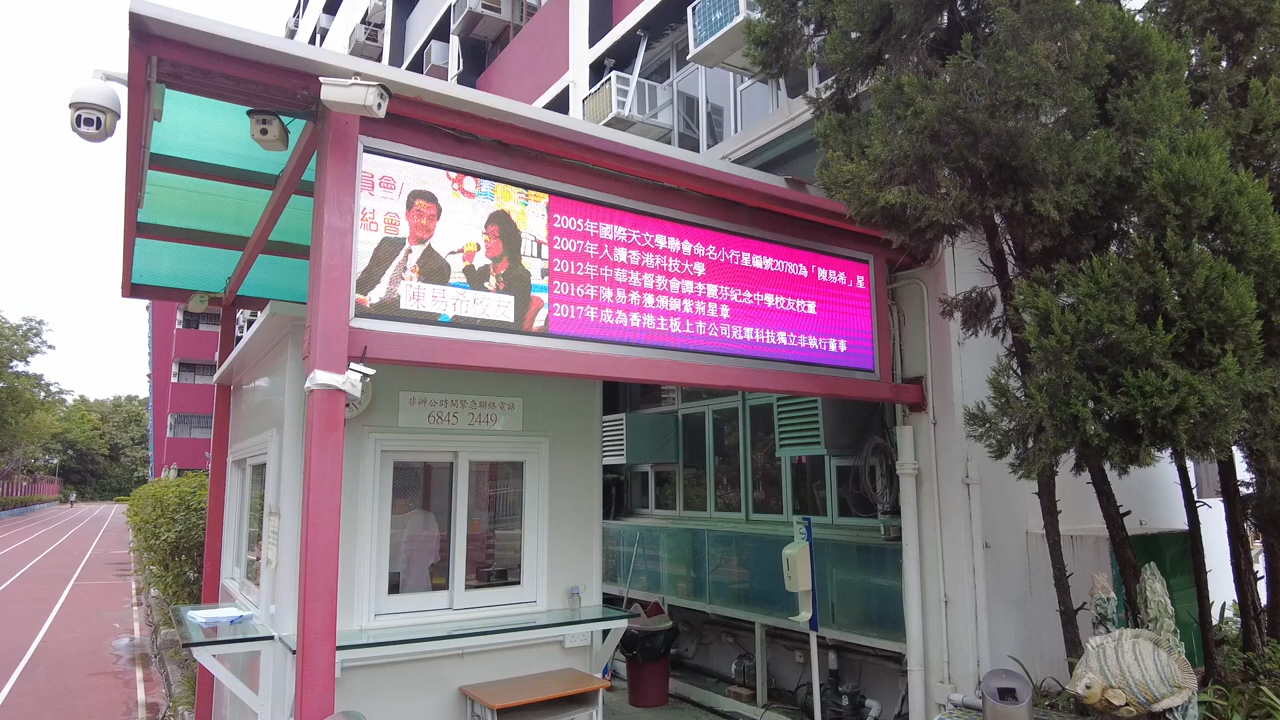 員會
結會
陳易希校友
2005年國際天文學聯會命名小行星編號20780為「陳易希」星
2007年入讀香港科技大學
2012年中華基督教會譚李麗芬紀念中學校友校董
2016年陳易希獲頒銅紫荊星章
2017年成為香港主板上市公司冠軍科技獨立非執行董事
非辦公時間緊急聯絡電話
6845 2449